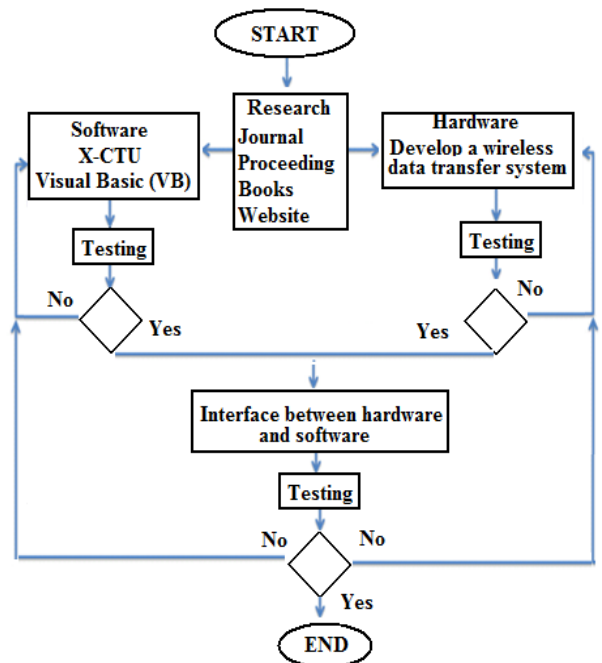 START
Research
Journal
Proceeding
Books
Website
Software
X-CTU
Visual Basic (VB)
Hardware
Develop a wireless
data transfer system
Testing
Testing
No
Yes
No
Yes
Interface between hardware
and software
Testing
No
No
Yes
END